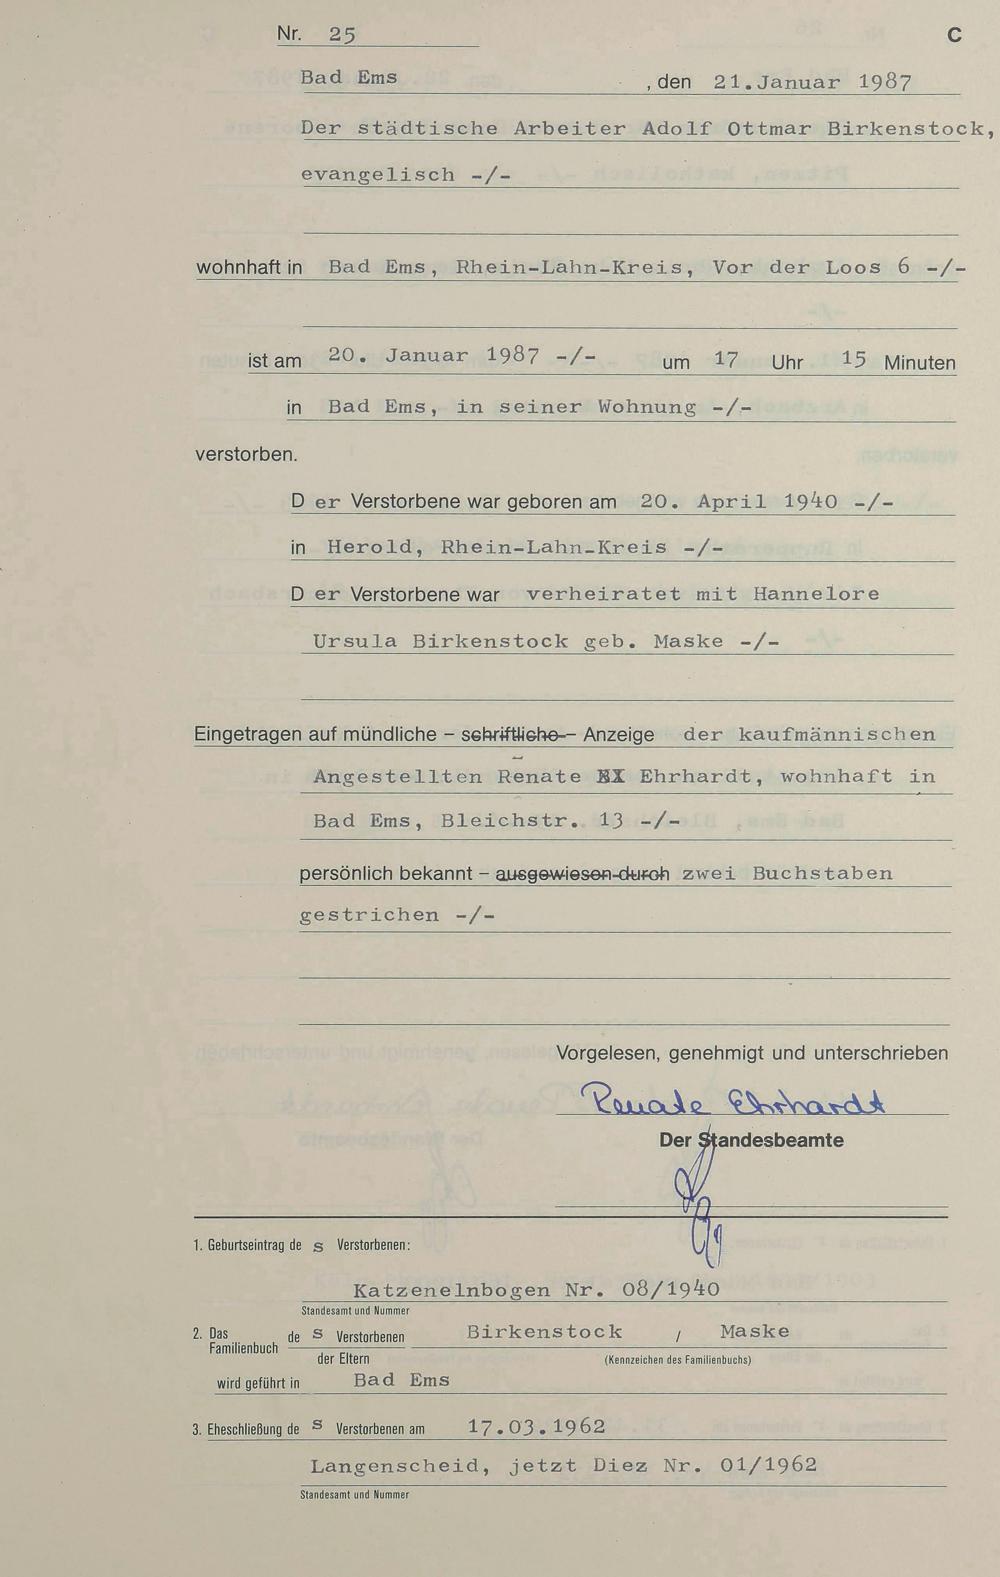 Nr. 25 C
Bad Ems , den 21.Januar 1987
Der städtische Arbeiter Adolf Ottmar Birkenstock,
evangelisch -/-
wohnhaft in Bad Ems, Rhein-Lahn-Kreis, Vor der Loos 6 -/-
ist am 20. Januar 1987 -/- um 17 Uhr 15 Minuten
in Bad Ems, in seiner Wohnung -/-
verstorben.
D er Verstorbene war geboren am 20. April 1940 -/-
in Herold, Rhein-Lahn-Kreis -/-
D er Verstorbene war verheiratet mit Hannelore
Ursula Birkenstock geb. Maske -/-
Eingetragen auf mündliche – schriftliche – Anzeige der kaufmännischen
Angestellten Renate Ehrhardt, wohnhaft in
Bad Ems, Bleichstr. 13 -/-
persönlich bekannt – ausgewiesen durch zwei Buchstaben
gestrichen -/-
Vorgelesen, genehmigt und unterschrieben
Renate Ehrhardt
Der Standesbeamte
1. Geburtseintrag de s Verstorbenen:
Katzenelnbogen Nr. 08/1940
Standesamt und Nummer
2. Das Familienbuch de s Verstorbenen Birkenstock / Maske
der Eltern (Kennzeichen des Familienbuchs)
wird geführt in Bad Ems
3. Eheschließung de s Verstorbenen am 17.03.1962
Langenscheid, jetzt Diez Nr. 01/1962
Standesamt und Nummer